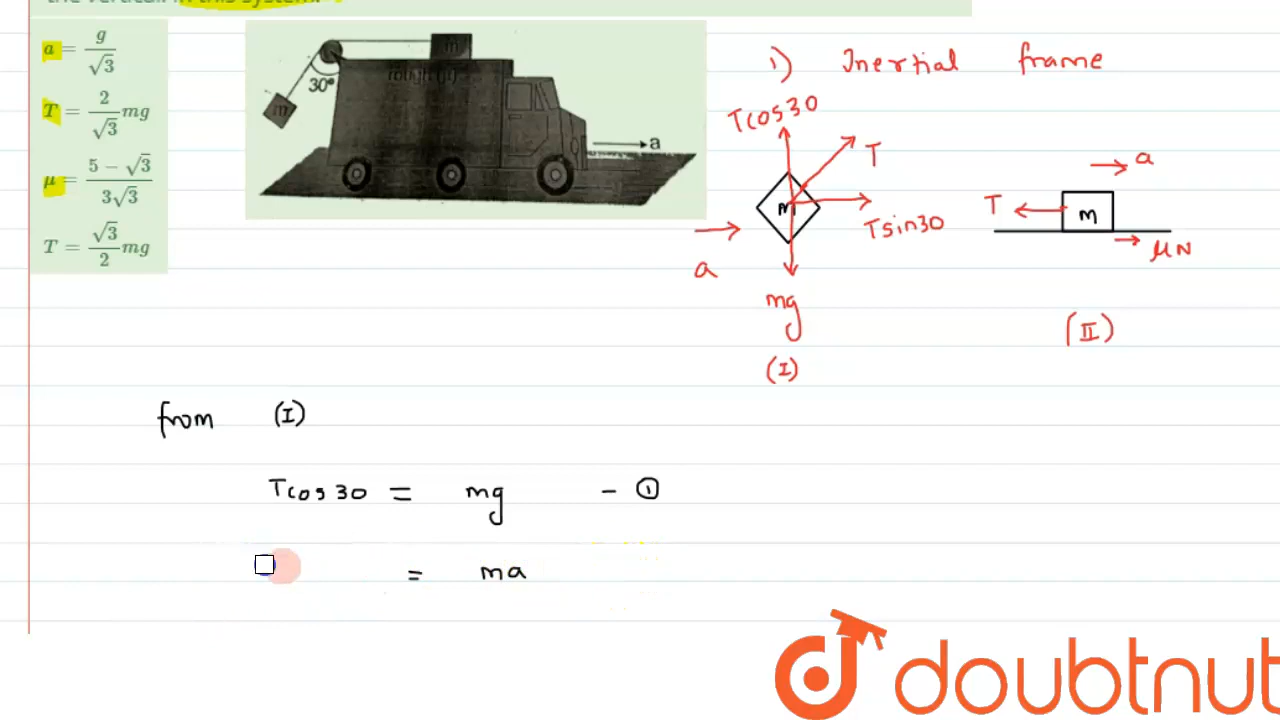 the vertical. In this system:
a = g/√3
T = 2/√3 mg
μ = (5 − √3)/(3√3)
T = √3/2 mg
m
30°
m
rough(μ)
a
1) Inertial frame
Tcos30
T
m
Tsin30
a
mg
(I)
a
T
m
μN
(II)
from (I)
Tcos30 = mg - ①
= ma
doubtnut